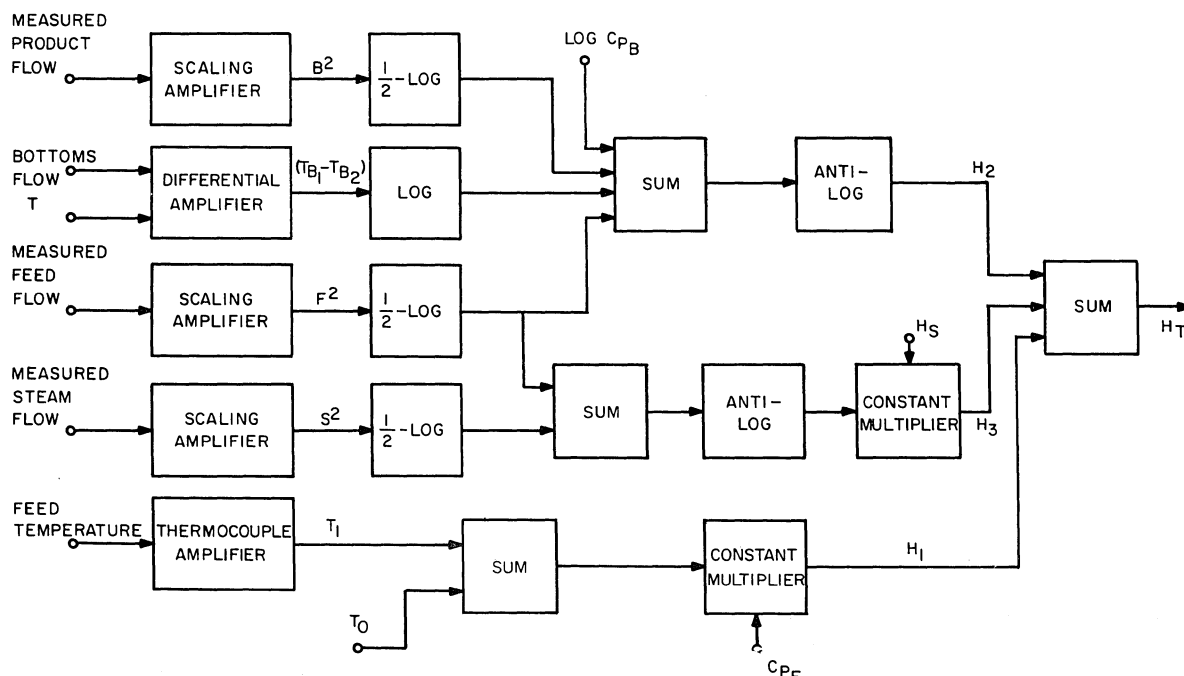 MEASURED
PRODUCT
FLOW
SCALING
AMPLIFIER
B²
1/2-LOG
LOG C_PB
BOTTOMS
FLOW
T
DIFFERENTIAL
AMPLIFIER
(T_B1-T_B2)
LOG
SUM
ANTI-
LOG
H₂
MEASURED
FEED
FLOW
SCALING
AMPLIFIER
F²
1/2-LOG
SUM
H_T
MEASURED
STEAM
FLOW
SCALING
AMPLIFIER
S²
1/2-LOG
SUM
ANTI-
LOG
H_S
CONSTANT
MULTIPLIER
H₃
FEED
TEMPERATURE
THERMOCOUPLE
AMPLIFIER
T₁
T_O
SUM
CONSTANT
MULTIPLIER
H₁
C_PF